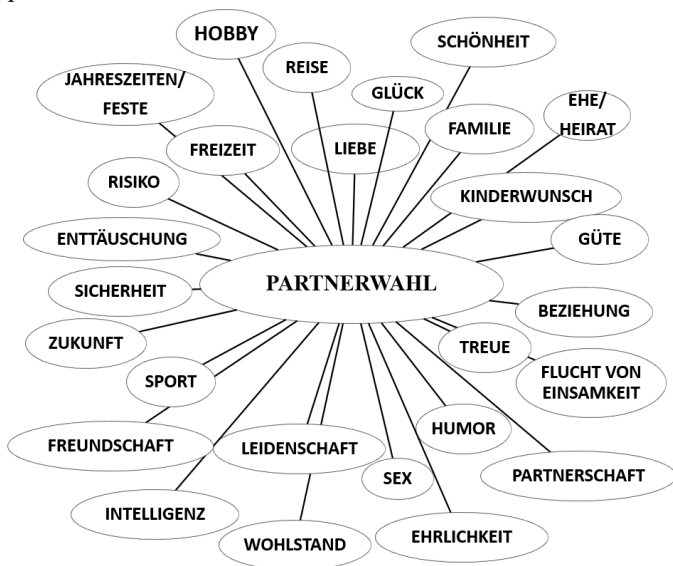 HOBBY
SCHÖNHEIT
REISE
JAHRESZEITEN/
FESTE
GLÜCK
EHE/
HEIRAT
FAMILIE
FREIZEIT
LIEBE
RISIKO
KINDERWUNSCH
ENTTÄUSCHUNG
GÜTE
PARTNERWAHL
SICHERHEIT
BEZIEHUNG
ZUKUNFT
TREUE
SPORT
FLUCHT VON
EINSAMKEIT
HUMOR
FREUNDSCHAFT
LEIDENSCHAFT
SEX
PARTNERSCHAFT
INTELLIGENZ
WOHLSTAND
EHRLICHKEIT